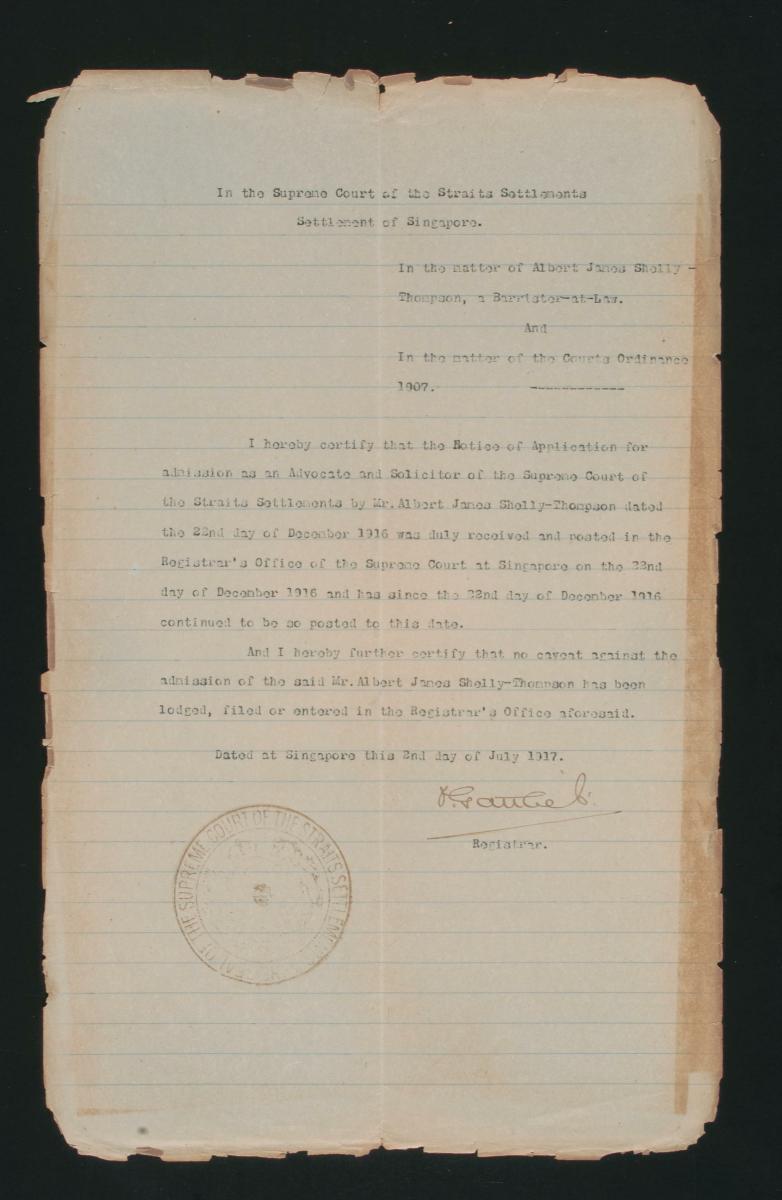 In the Supreme Court of the Straits Settlements
Settlement of Singapore.
In the matter of Albert James Shelly -
Thompson, a Barrister-at-Law.
And
In the matter of the Courts Ordinance
1907. ------------
I hereby certify that the Notice of Application for
admission as an Advocate and Solicitor of the Supreme Court of
the Straits Settlements by Mr.Albert James Shelly-Thompson dated
the 22nd day of December 1916 was duly received and posted in the
Registrar's Office of the Supreme Court at Singapore on the 22nd
day of December 1916 and has since the 22nd day of December 1916
continued to be so posted to this date.
And I hereby further certify that no caveat against the
admission of the said Mr.Albert James Shelly-Thompson has been
lodged, filed or entered in the Registrar's Office aforesaid.
Dated at Singapore this 2nd day of July 1917.
Registrar.
SEAL OF THE SUPREME COURT OF THE STRAITS SETTLEMENTS